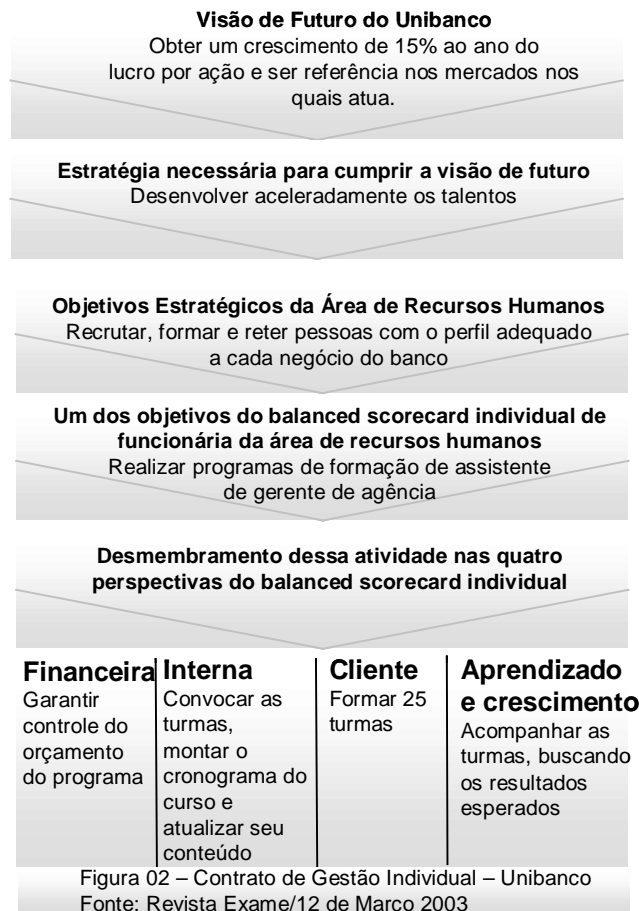 Visão de Futuro do Unibanco
Obter um crescimento de 15% ao ano do
lucro por ação e ser referência nos mercados nos
quais atua.
Estratégia necessária para cumprir a visão de futuro
Desenvolver aceleradamente os talentos
Objetivos Estratégicos da Área de Recursos Humanos
Recrutar, formar e reter pessoas com o perfil adequado
a cada negócio do banco
Um dos objetivos do balanced scorecard individual de
funcionária da área de recursos humanos
Realizar programas de formação de assistente
de gerente de agência
Desmembramento dessa atividade nas quatro
perspectivas do balanced scorecard individual
Financeira
Garantir
controle do
orçamento
do programa
Interna
Convocar as
turmas,
montar o
cronograma do
curso e
atualizar seu
conteúdo
Cliente
Formar 25
turmas
Aprendizado
e crescimento
Acompanhar as
turmas, buscando
os resultados
esperados
Figura 02 – Contrato de Gestão Individual – Unibanco
Fonte: Revista Exame/12 de Março 2003